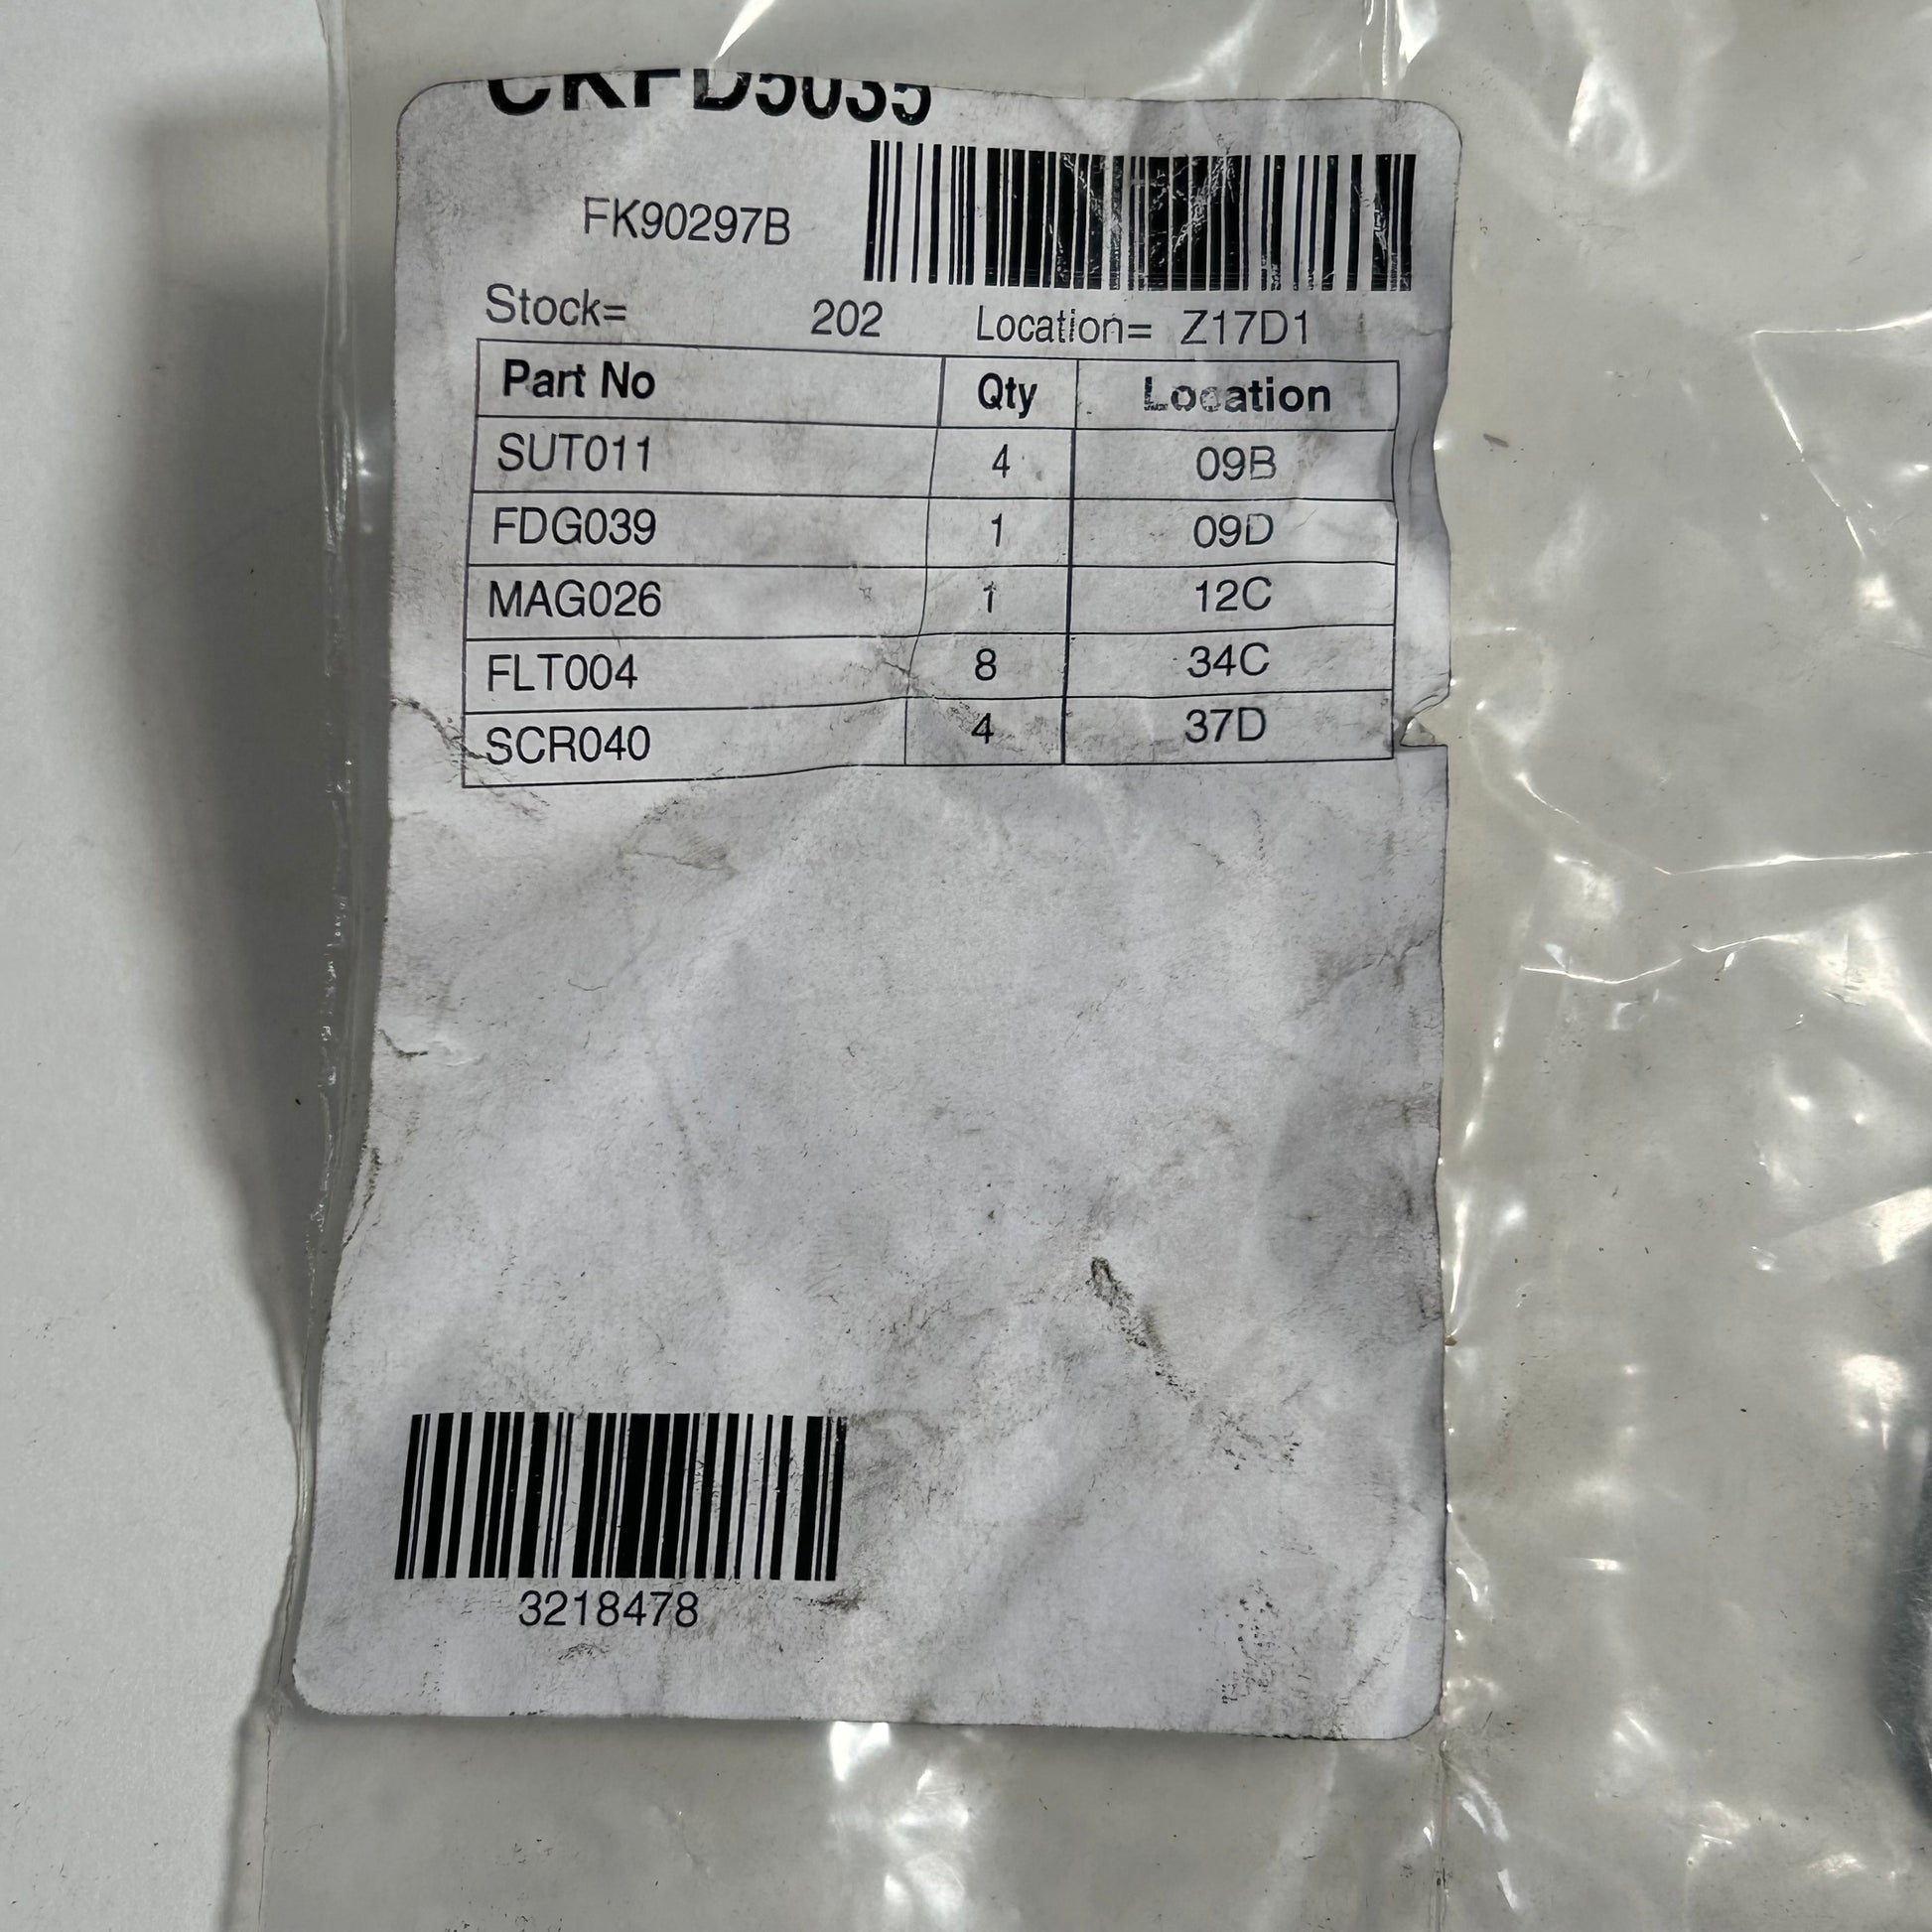 CKFD5035
FK90297B
Stock= 202 Location= Z17D1
Part No Qty Location
SUT011 4 09B
FDG039 1 09D
MAG026 1 12C
FLT004 8 34C
SCR040 4 37D
3218478